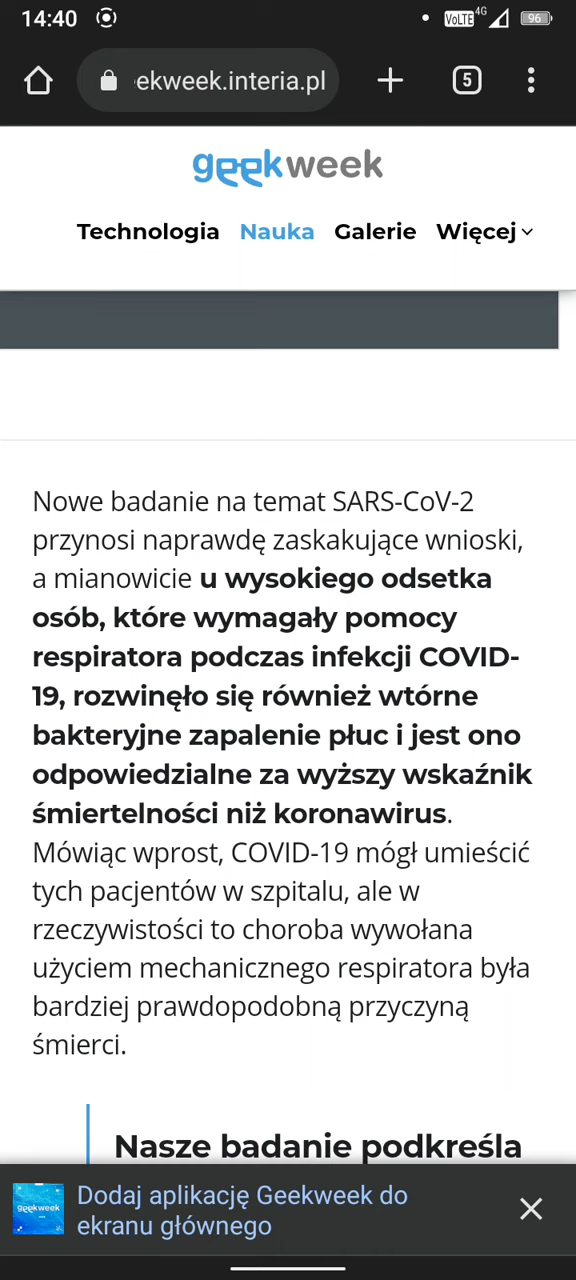 14:40
VoLTE 4G 96
ekweek.interia.pl
5
geekweek
Technologia Nauka Galerie Więcej
Nowe badanie na temat SARS-CoV-2
przynosi naprawdę zaskakujące wnioski,
a mianowicie u wysokiego odsetka
osób, które wymagały pomocy
respiratora podczas infekcji COVID-
19, rozwinęło się również wtórne
bakteryjne zapalenie płuc i jest ono
odpowiedzialne za wyższy wskaźnik
śmiertelności niż koronawirus.
Mówiąc wprost, COVID-19 mógł umieścić
tych pacjentów w szpitalu, ale w
rzeczywistości to choroba wywołana
użyciem mechanicznego respiratora była
bardziej prawdopodobną przyczyną
śmierci.
Nasze badanie podkreśla
geekweek
Dodaj aplikację Geekweek do
ekranu głównego